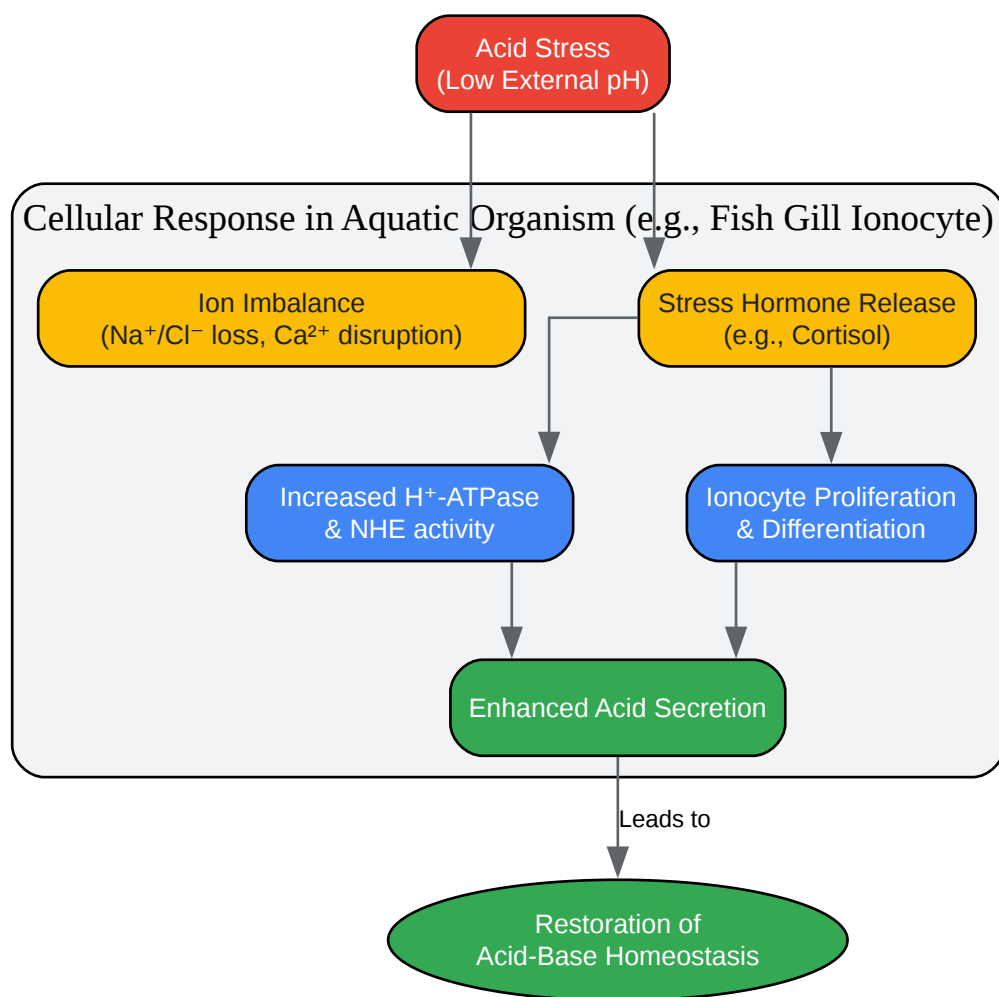 Acid Stress
(Low External pH)
Cellular Response in Aquatic Organism (e.g., Fish Gill Ionocyte)
Ion Imbalance
(Na⁺/Cl⁻ loss, Ca²⁺ disruption)
Stress Hormone Release
(e.g., Cortisol)
Increased H⁺-ATPase
& NHE activity
Ionocyte Proliferation
& Differentiation
Enhanced Acid Secretion
Leads to
Restoration of
Acid-Base Homeostasis